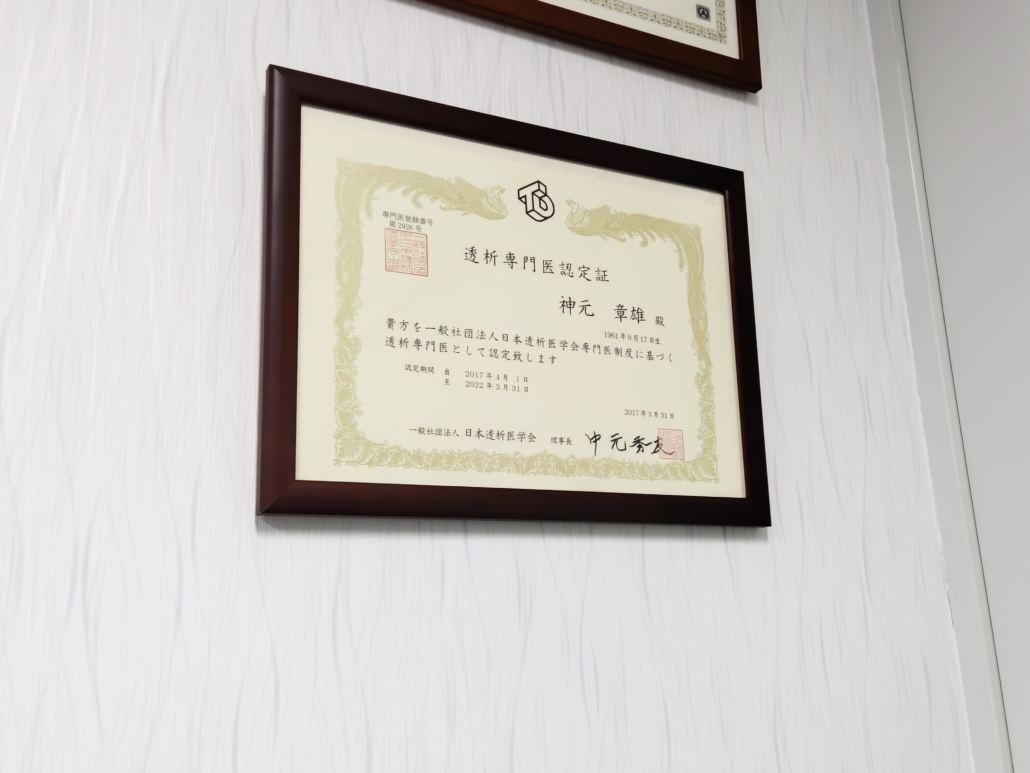 専門医登録番号
第2926号
透析専門医認定証
神元 章雄 殿
1961年9月17日生
貴方を一般社団法人日本透析医学会専門医制度に基づく
透析専門医として認定致します
認定期間 自 2017年4月 1日
至 2022年3月31日
2017年3月31日
一般社団法人 日本透析医学会 理事長 中元秀友